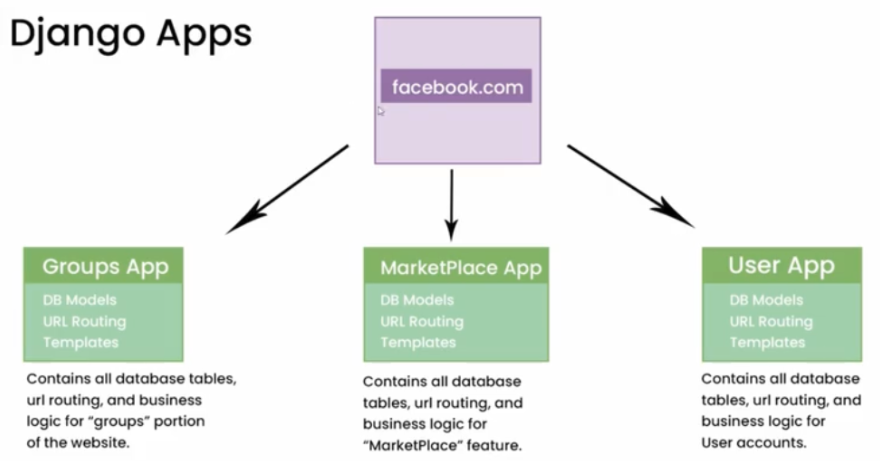 Django Apps
facebook.com
Groups App
DB Models
URL Routing
Templates
Contains all database tables,
url routing, and business
logic for “groups” portion
of the website.
MarketPlace App
DB Models
URL Routing
Templates
Contains all database
tables, url routing, and
business logic for
“MarketPlace” feature.
User App
DB Models
URL Routing
Templates
Contains all database
tables, url routing, and
business logic for
User accounts.